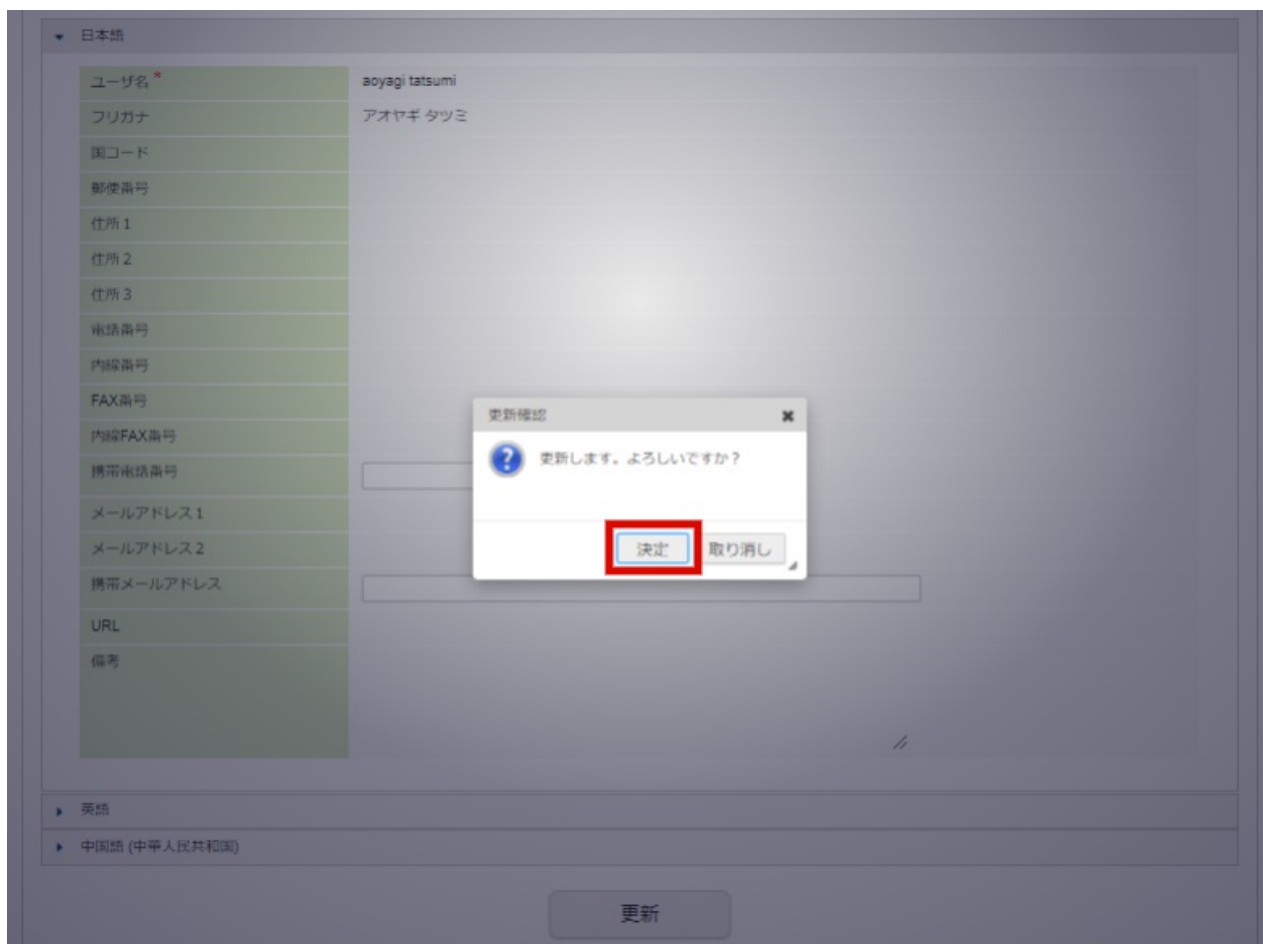 日本語
ユーザ名 * aoyagi tatsumi
フリガナ アオヤギ タツミ
国コード
郵便番号
住所 1
住所 2
住所 3
電話番号
内線番号
FAX番号
内線FAX番号
携帯電話番号
メールアドレス 1
メールアドレス 2
携帯メールアドレス
URL
備考
更新確認
更新します。よろしいですか？
決定 取り消し
英語
中国語 (中華人民共和国)
更新